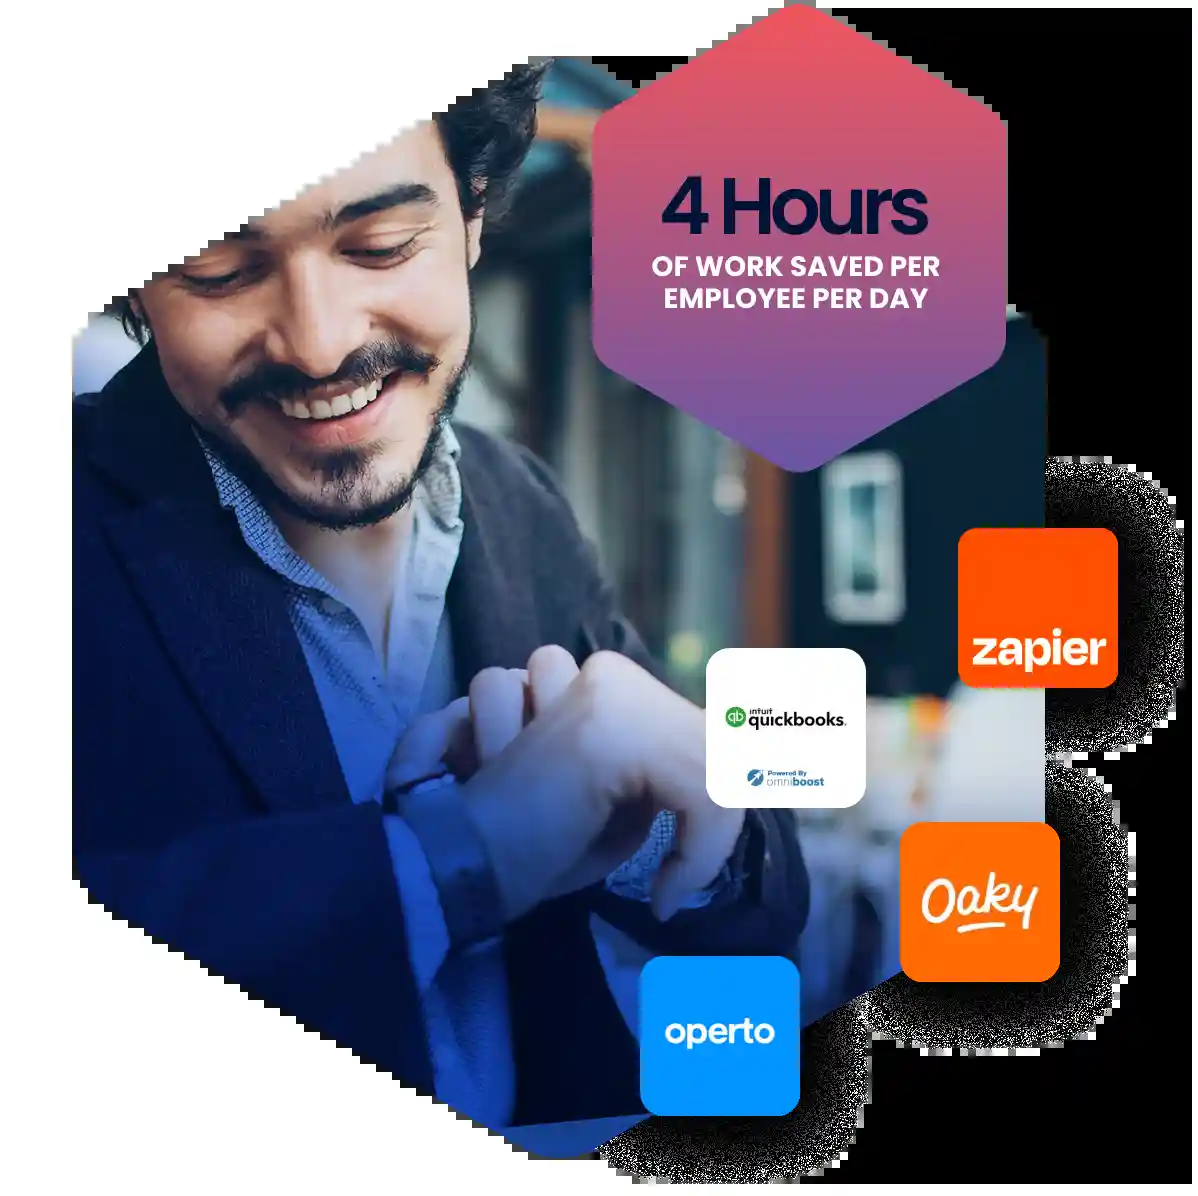 4 Hours
OF WORK SAVED PER
EMPLOYEE PER DAY
zapier
intuit
quickbooks.
Powered By
omniboost
Oaky
operto